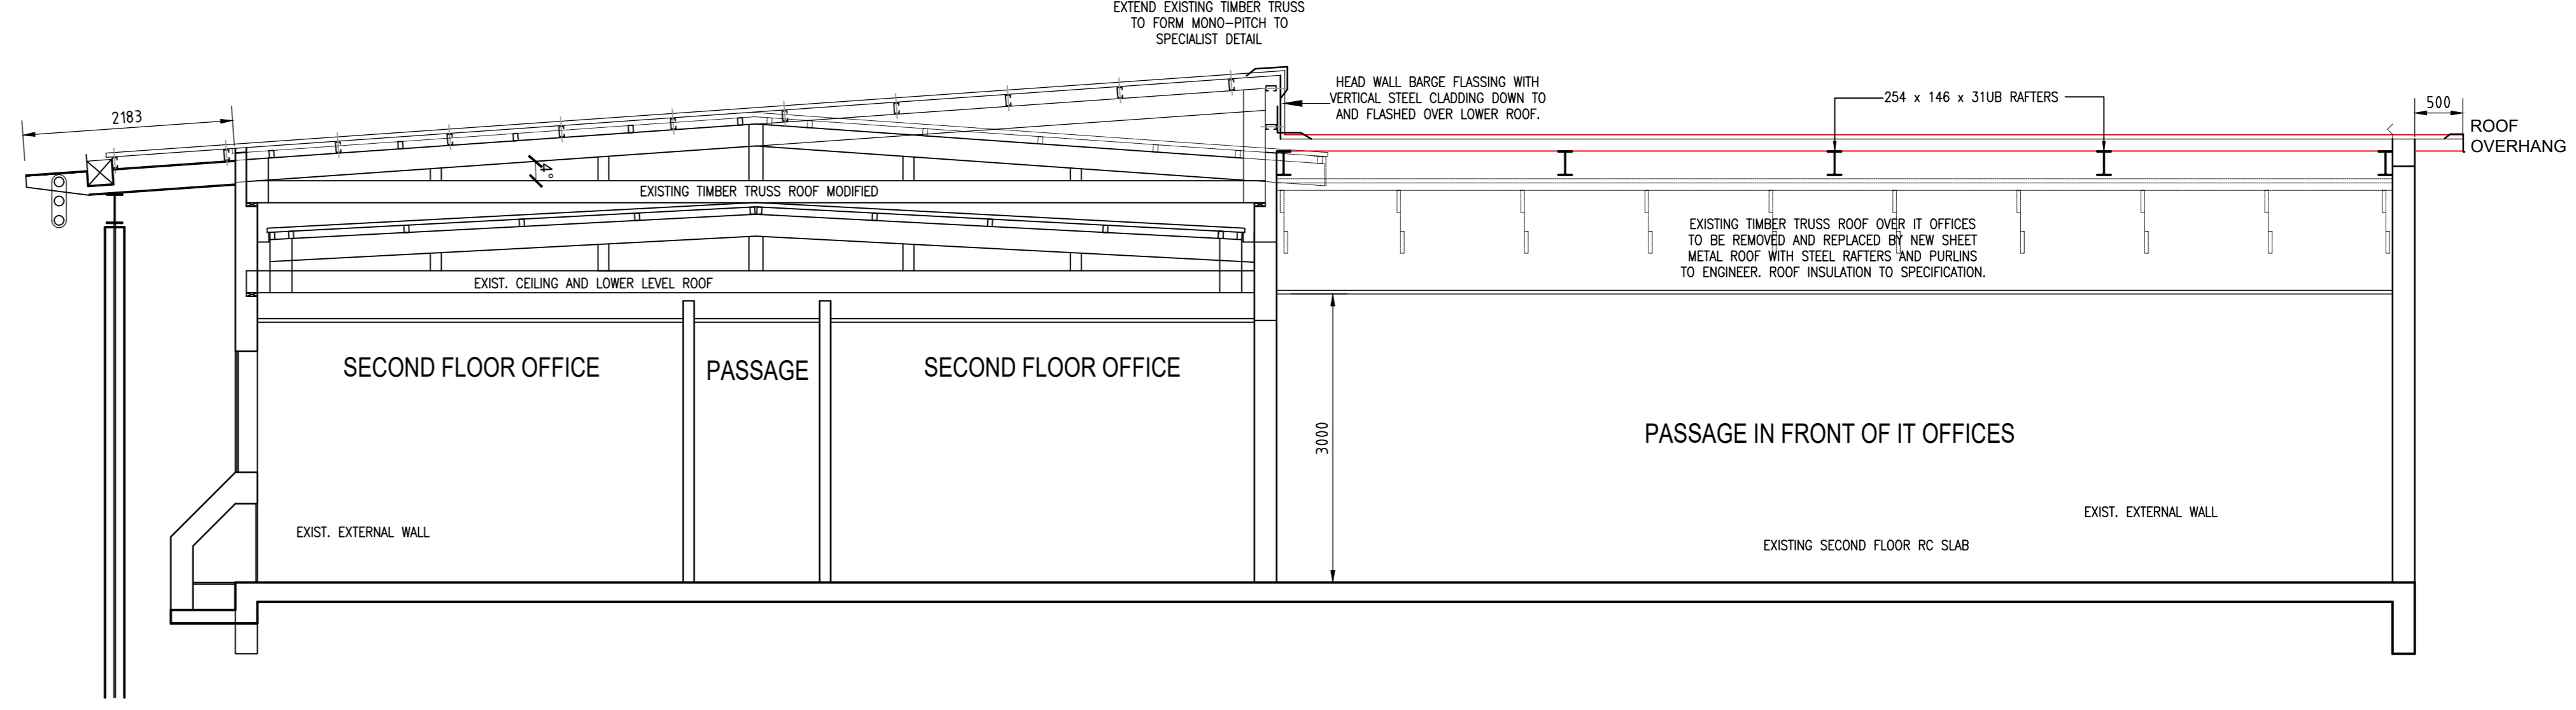 EXTEND EXISTING TIMBER TRUSS
TO FORM MONO-PITCH TO
SPECIALIST DETAIL
HEAD WALL BARGE FLASSING WITH
VERTICAL STEEL CLADDING DOWN TO
AND FLASHED OVER LOWER ROOF.
254 x 146 x 31UB RAFTERS
500
ROOF
OVERHANG
2183
4°
EXISTING TIMBER TRUSS ROOF MODIFIED
EXISTING TIMBER TRUSS ROOF OVER IT OFFICES
TO BE REMOVED AND REPLACED BY NEW SHEET
METAL ROOF WITH STEEL RAFTERS AND PURLINS
TO ENGINEER. ROOF INSULATION TO SPECIFICATION.
EXIST. CEILING AND LOWER LEVEL ROOF
SECOND FLOOR OFFICE
PASSAGE
SECOND FLOOR OFFICE
3000
PASSAGE IN FRONT OF IT OFFICES
EXIST. EXTERNAL WALL
EXIST. EXTERNAL WALL
EXISTING SECOND FLOOR RC SLAB